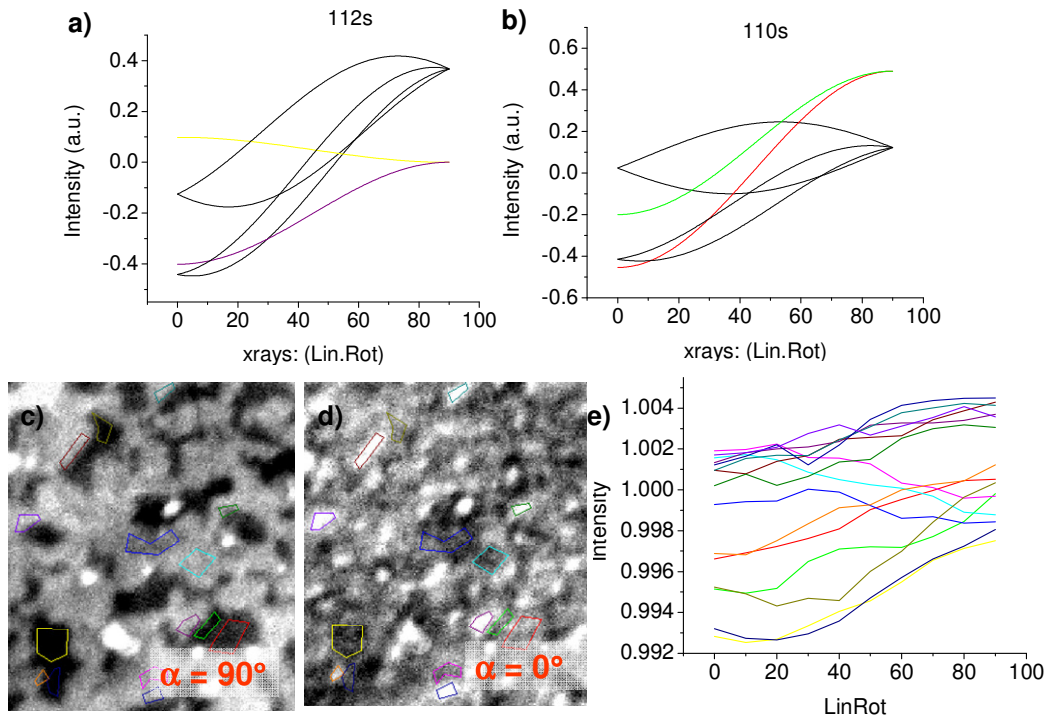 a)
112s
0.4
0.2
0.0
-0.2
-0.4
Intensity (a.u.)
0 20 40 60 80 100
xrays: (Lin.Rot)
b)
110s
0.6
0.4
0.2
0.0
-0.2
-0.4
-0.6
Intensity (a.u.)
0 20 40 60 80 100
xrays: (Lin.Rot)
c)
α = 90°
d)
α = 0°
e)
1.004
1.002
1.000
0.998
0.996
0.994
0.992
Intensity
0 20 40 60 80 100
LinRot